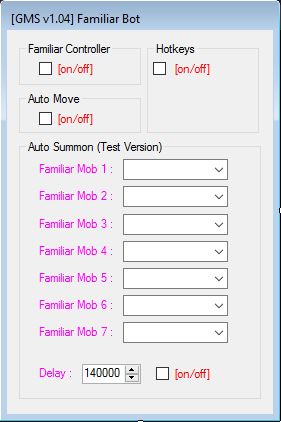 [GMS v1.04] Familiar Bot
Familiar Controller
[on/off]
Hotkeys
[on/off]
Auto Move
[on/off]
Auto Summon (Test Version)
Familiar Mob 1 :
Familiar Mob 2 :
Familiar Mob 3 :
Familiar Mob 4 :
Familiar Mob 5 :
Familiar Mob 6 :
Familiar Mob 7 :
Delay : 140000 [on/off]